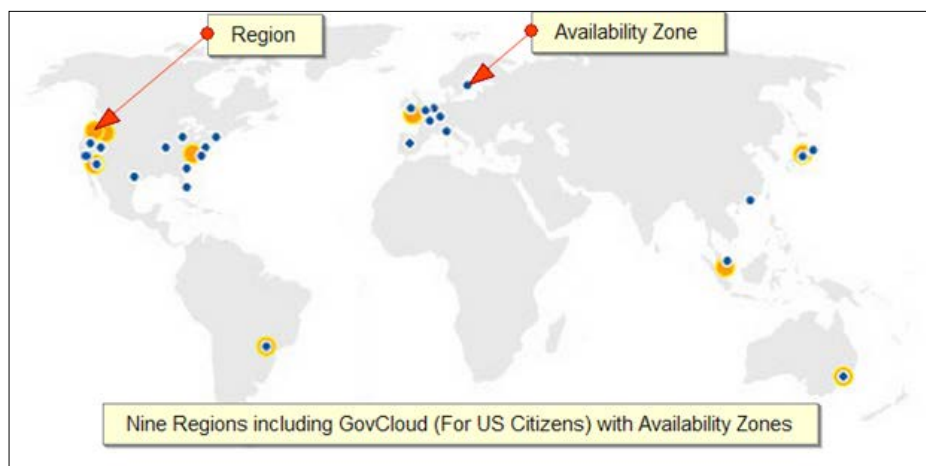 Region
Availability Zone
Nine Regions including GovCloud (For US Citizens) with Availability Zones